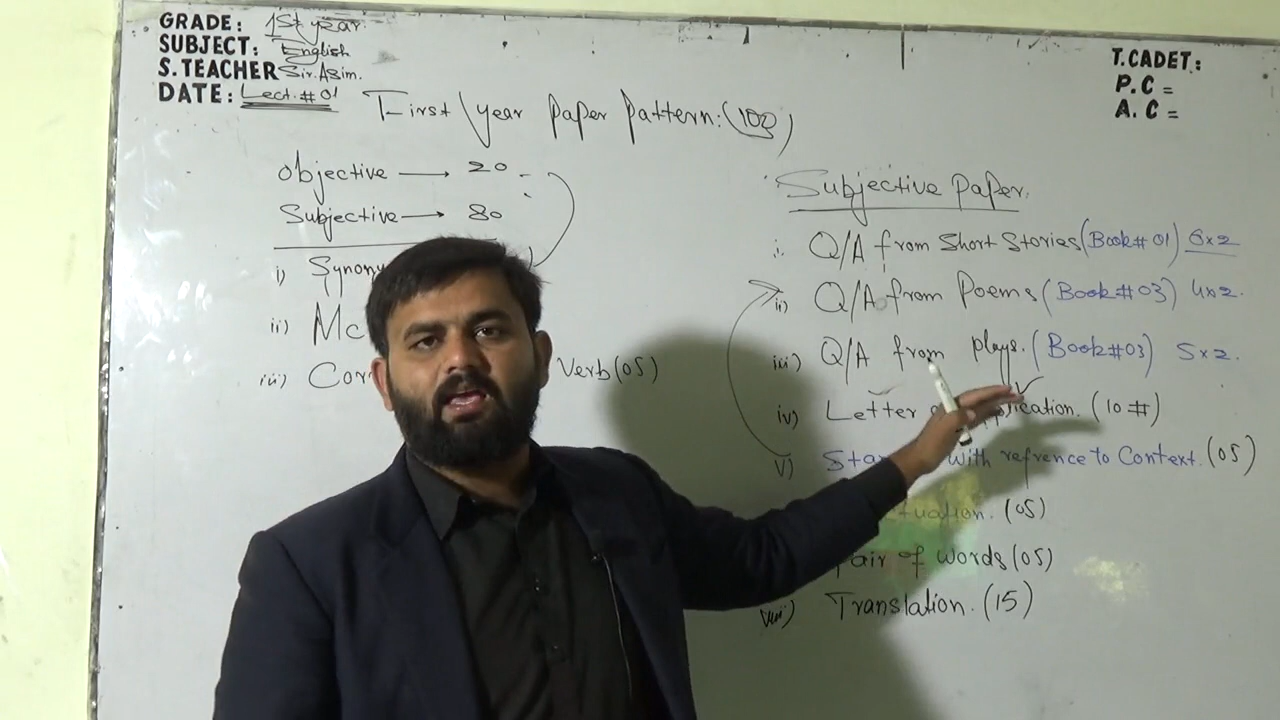 GRADE: 1st year.
SUBJECT: English
S.TEACHER Sir.Asim.
DATE: Lect.#01
T.CADET:
P.C =
A.C =
First year paper pattern: (100)
Objective → 20
Subjective → 80
i)
ii)
iii) Verb (05)
Subjective Paper.
i. Q/A from Short Stories (Book# 01) 6x2
ii) Q/A from Poems (Book#03) 4x2.
iii) Q/A from plays. (Book#03) 5x2.
iv) Letter (10#)
v) with refrence to Context. (05)
(05)
Pair of words (05)
viii) Translation. (15)